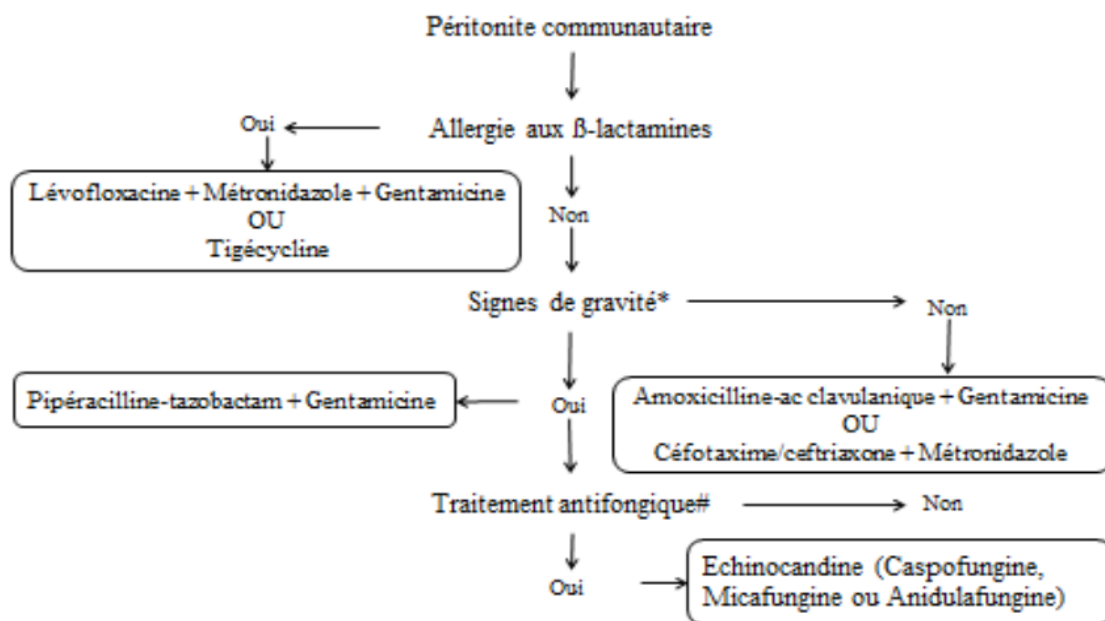 Péritonite communautaire
Oui
Allergie aux ß-lactamines
Lévofloxacine + Métronidazole + Gentamicine
OU
Tigécycline
Non
Signes de gravité*
Non
Pipéracilline-tazobactam + Gentamicine
Oui
Amoxicilline-ac clavulanique + Gentamicine
OU
Céfotaxime/ceftriaxone + Métronidazole
Traitement antifongique#
Non
Oui
Echinocandine (Caspofungine,
Micafungine ou Anidulafungine)